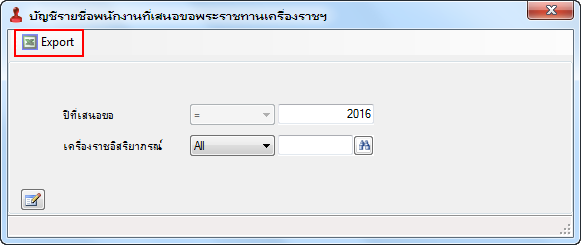 บัญชีรายชื่อพนักงานที่เสนอขอพระราชทานเครื่องราชฯ
Export
ปีที่เสนอขอ = 2016
เครื่องราชอิสริยาภรณ์ All